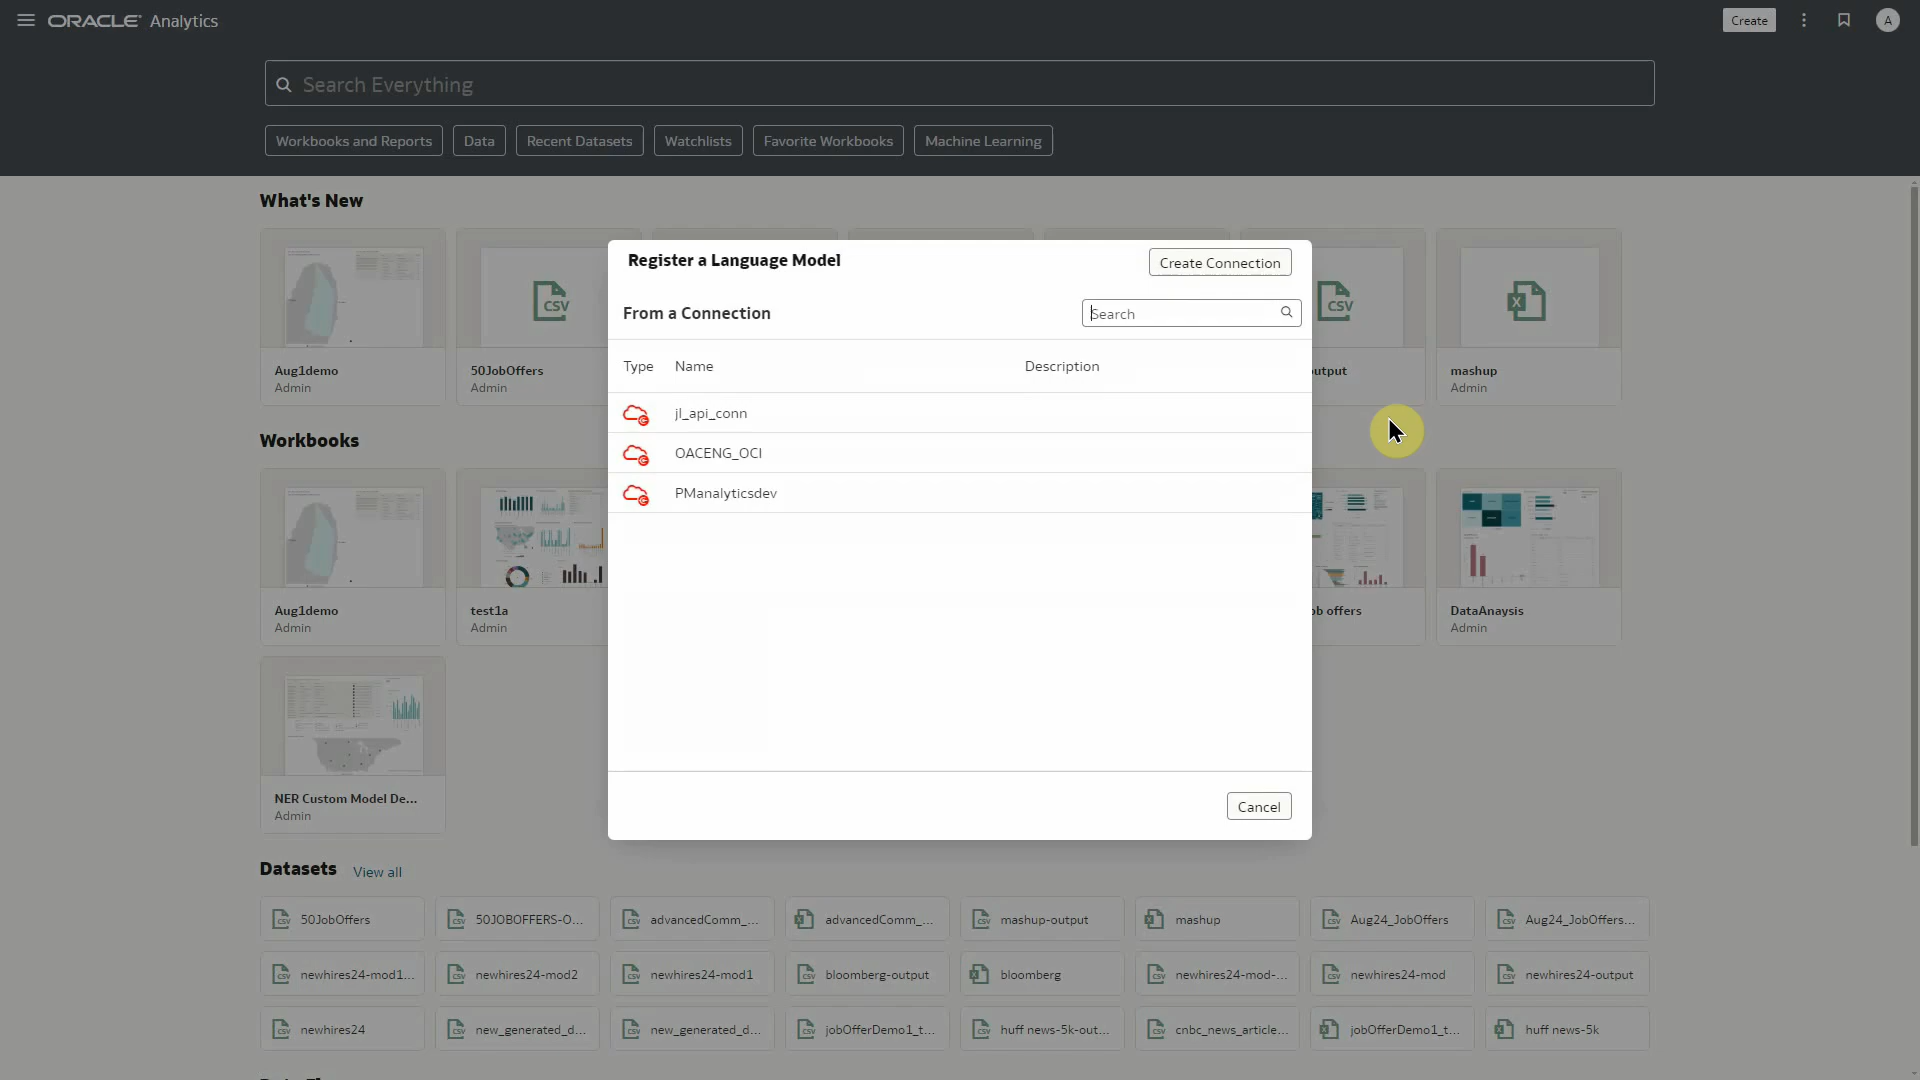 ORACLE Analytics
Create
A
Search Everything
Workbooks and Reports
Data
Recent Datasets
Watchlists
Favorite Workbooks
Machine Learning
What's New
CSV
Aug1demo
Admin
50JobOffers
Admin
utput
mashup
Admin
Register a Language Model
Create Connection
From a Connection
Search
Type Name Description
jl_api_conn
OACENG_OCI
PManalyticsdev
Cancel
Workbooks
Aug1demo
Admin
test1a
Admin
ob offers
DataAnaysis
Admin
NER Custom Model De...
Admin
Datasets View all
50JobOffers
50JOBOFFERS-O...
advancedComm_...
advancedComm_...
mashup-output
mashup
Aug24_JobOffers
Aug24_JobOffers...
newhires24-mod1...
newhires24-mod2
newhires24-mod1
bloomberg-output
bloomberg
newhires24-mod-...
newhires24-mod
newhires24-output
newhires24
new_generated_d...
new_generated_d...
jobOfferDemo1_t...
huff news-5k-out...
cnbc_news_article...
jobOfferDemo1_t...
huff news-5k